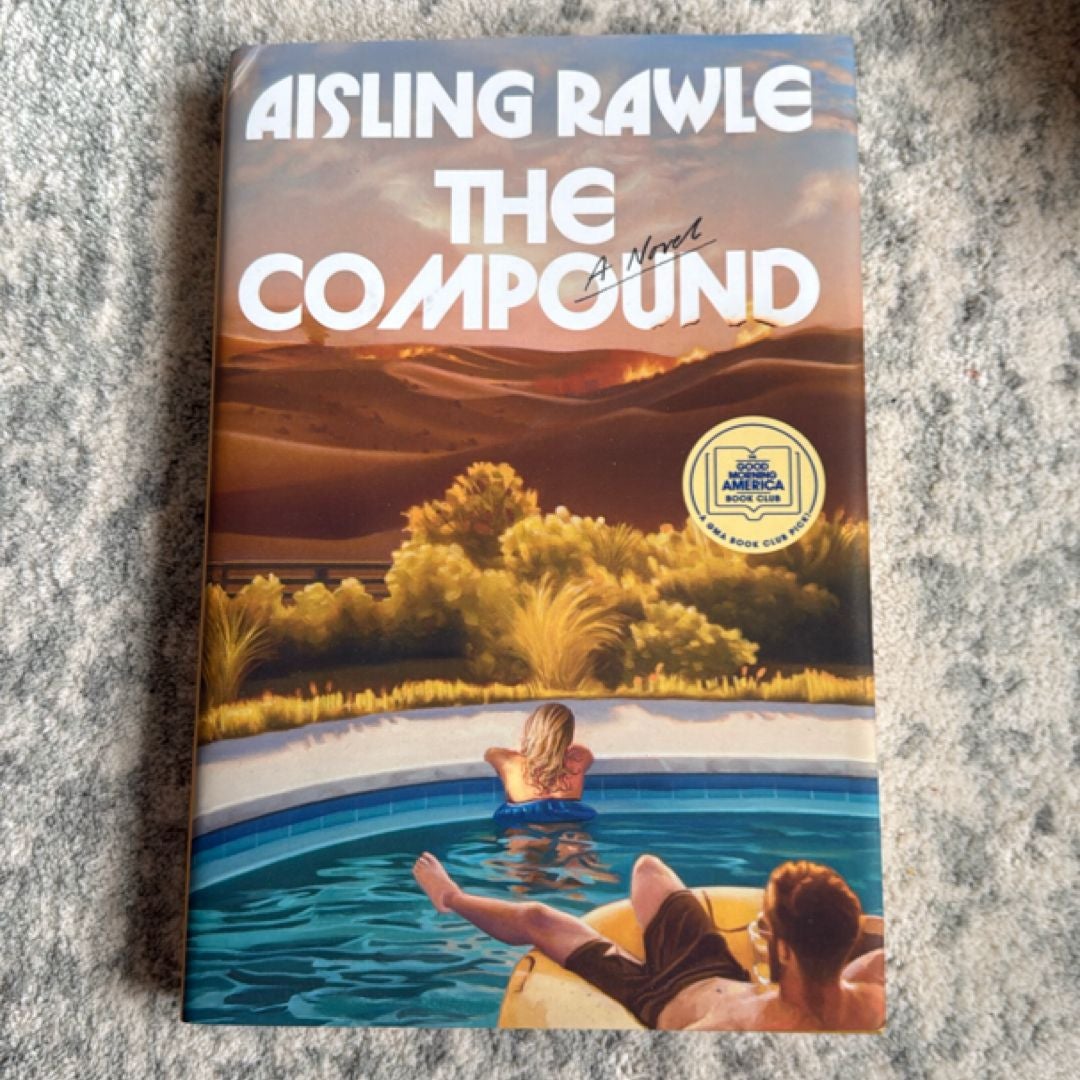 AISLING RAWLE
THE
COMPOUND
A Novel
GOOD
MORNING
AMERICA
BOOK CLUB
A GMA BOOK CLUB PICK!